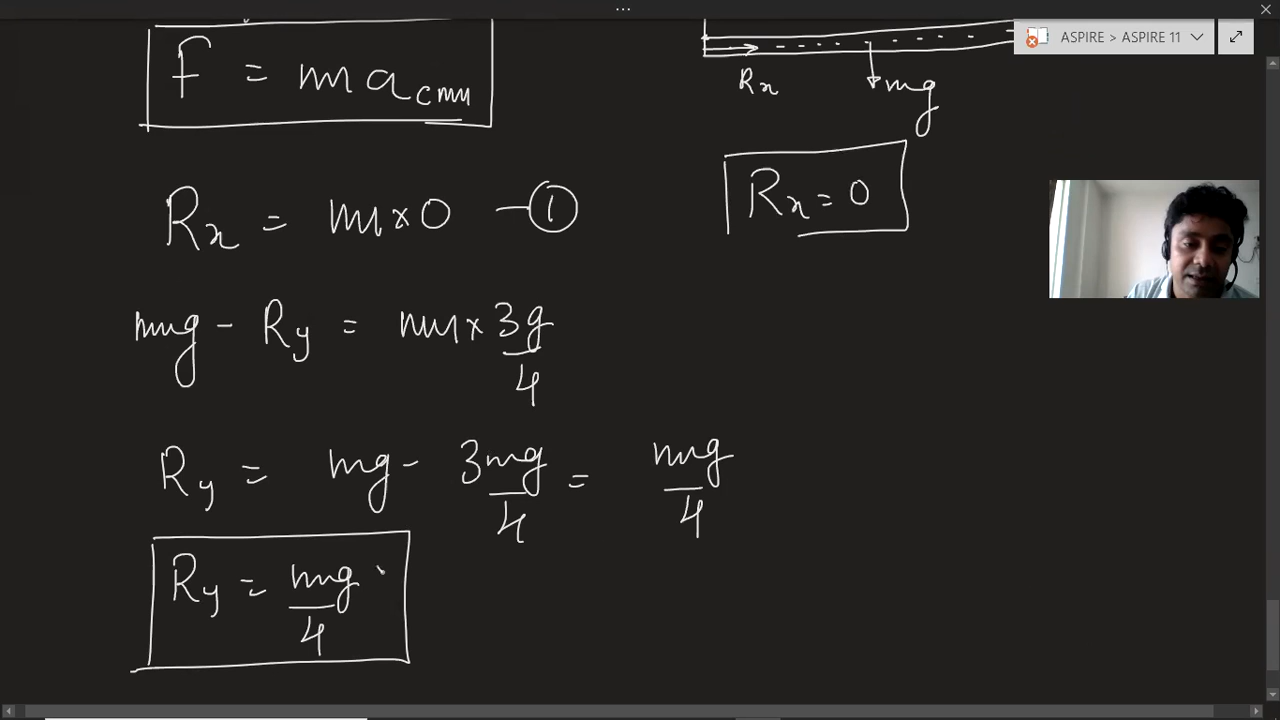 ASPIRE > ASPIRE 11
f = ma_cm
Rx
mg
Rx = m×0 —①
Rx = 0
mg - Ry = m × 3g/4
Ry = mg - 3mg/4 = mg/4
Ry = mg/4